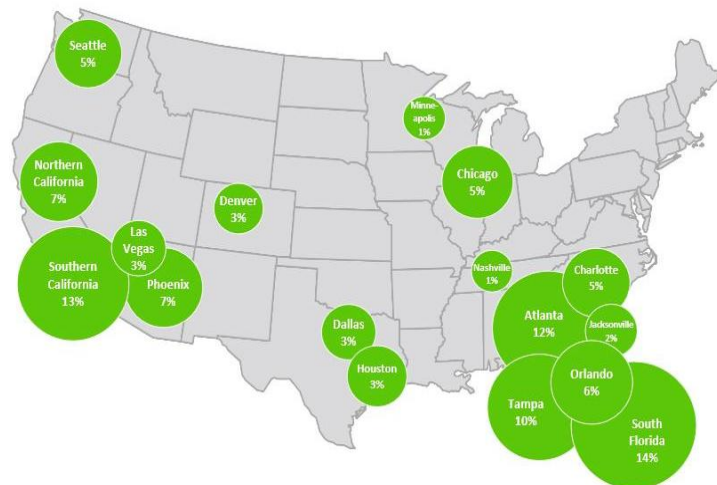 Seattle
5%
Minne-
apolis
1%
Northern
California
7%
Chicago
5%
Denver
3%
Las
Vegas
3%
Nashville
1%
Southern
California
13%
Phoenix
7%
Charlotte
5%
Atlanta
12%
Jacksonville
2%
Dallas
3%
Houston
3%
Orlando
6%
Tampa
10%
South
Florida
14%